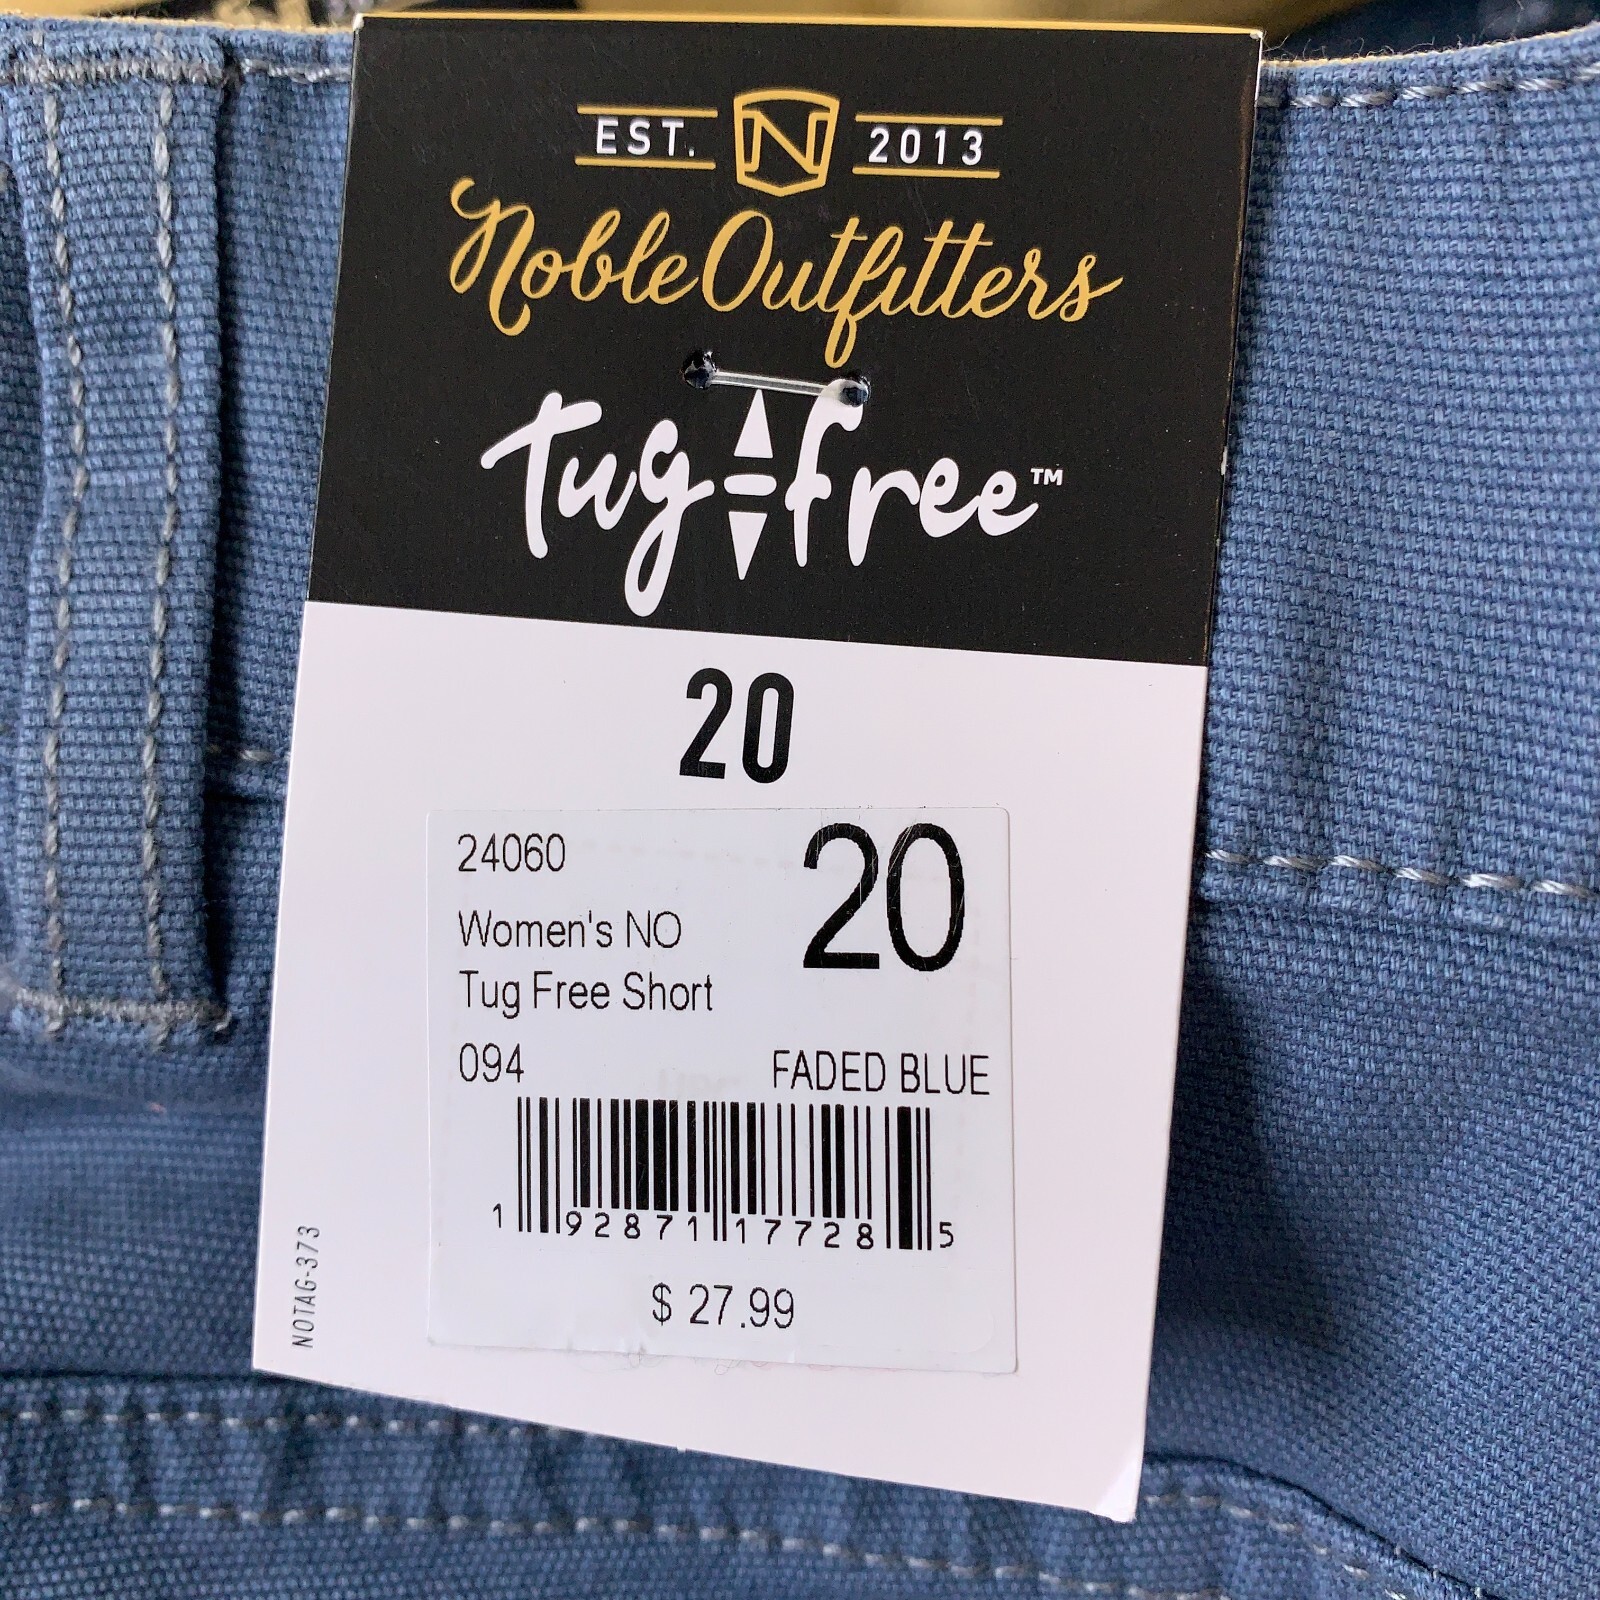 EST. N 2013
Noble Outfitters
Tug-free™
20
24060
20
Women's NO
Tug Free Short
094 FADED BLUE
1 92871 17728 5
$ 27.99
NOTAG-373